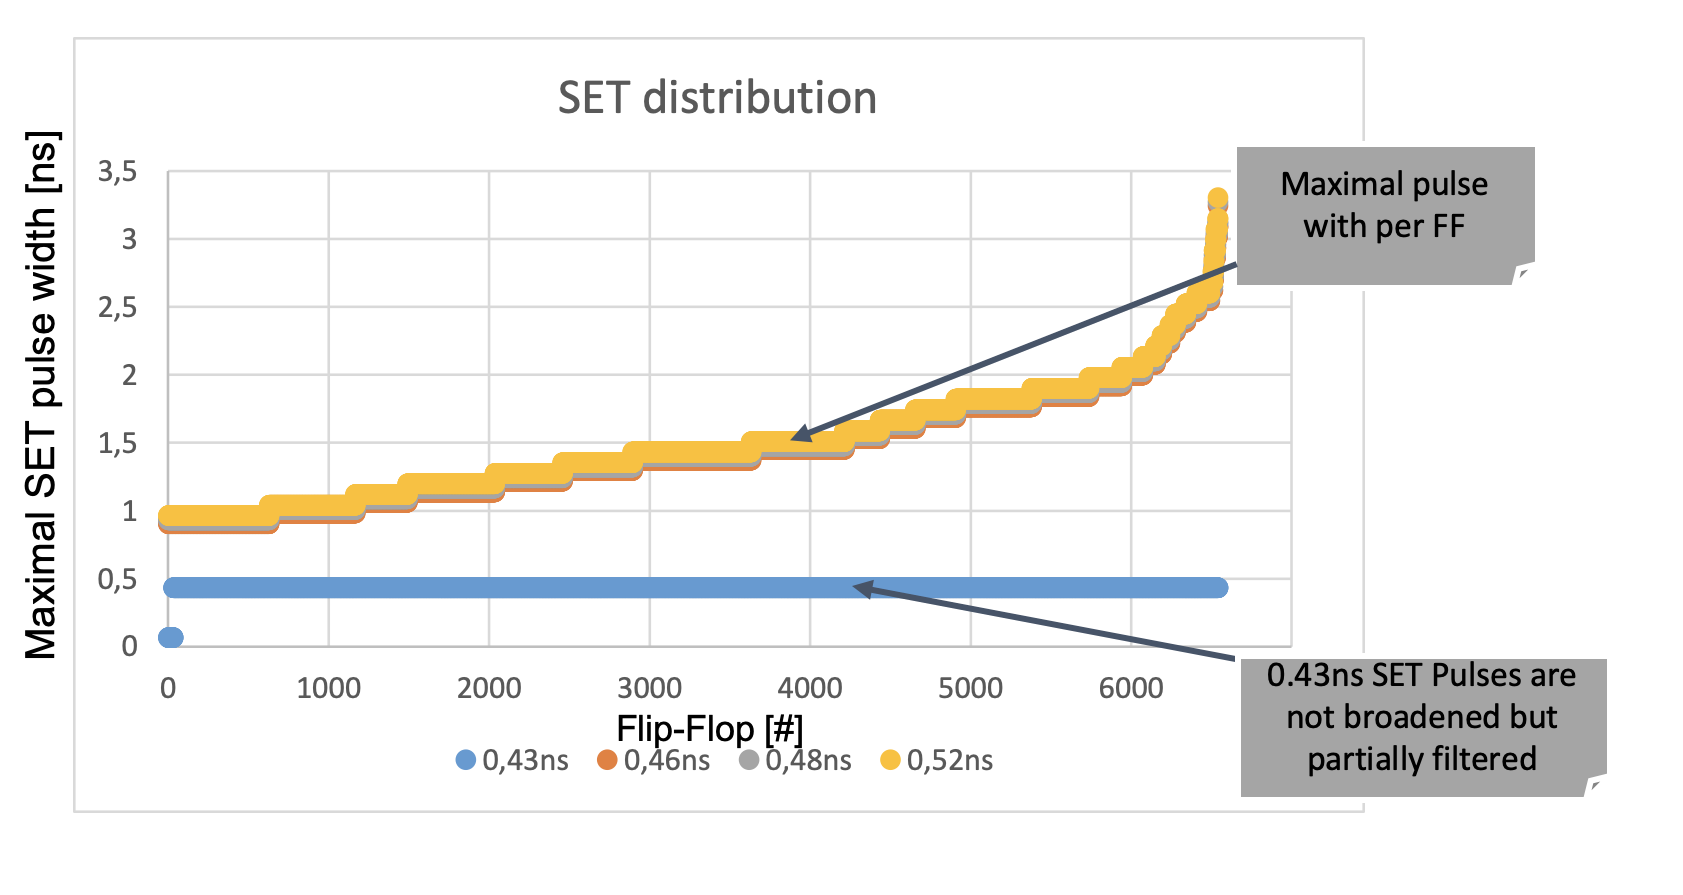 SET distribution
Maximal SET pulse width [ns]
3,5
3
2,5
2
1,5
1
0,5
0
0 1000 2000 3000 4000 5000 6000
Flip-Flop [#]
0,43ns 0,46ns 0,48ns 0,52ns
Maximal pulse
with per FF
0.43ns SET Pulses are
not broadened but
partially filtered